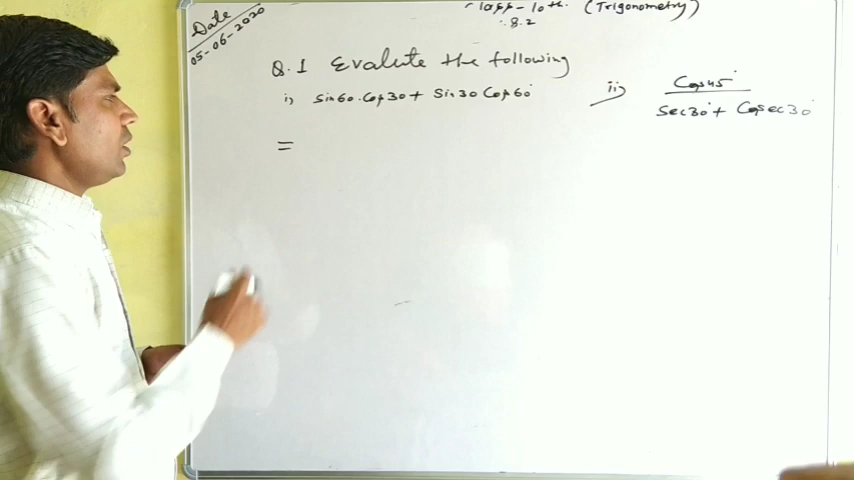 Date
05-06-2020
10th. (Trigonometry)
8.2
Q.1 Evaluate the following
i) Sin60.Cos30 + Sin30 Cos60°
ii) Cos45°
Sec30° + Cosec30°
=